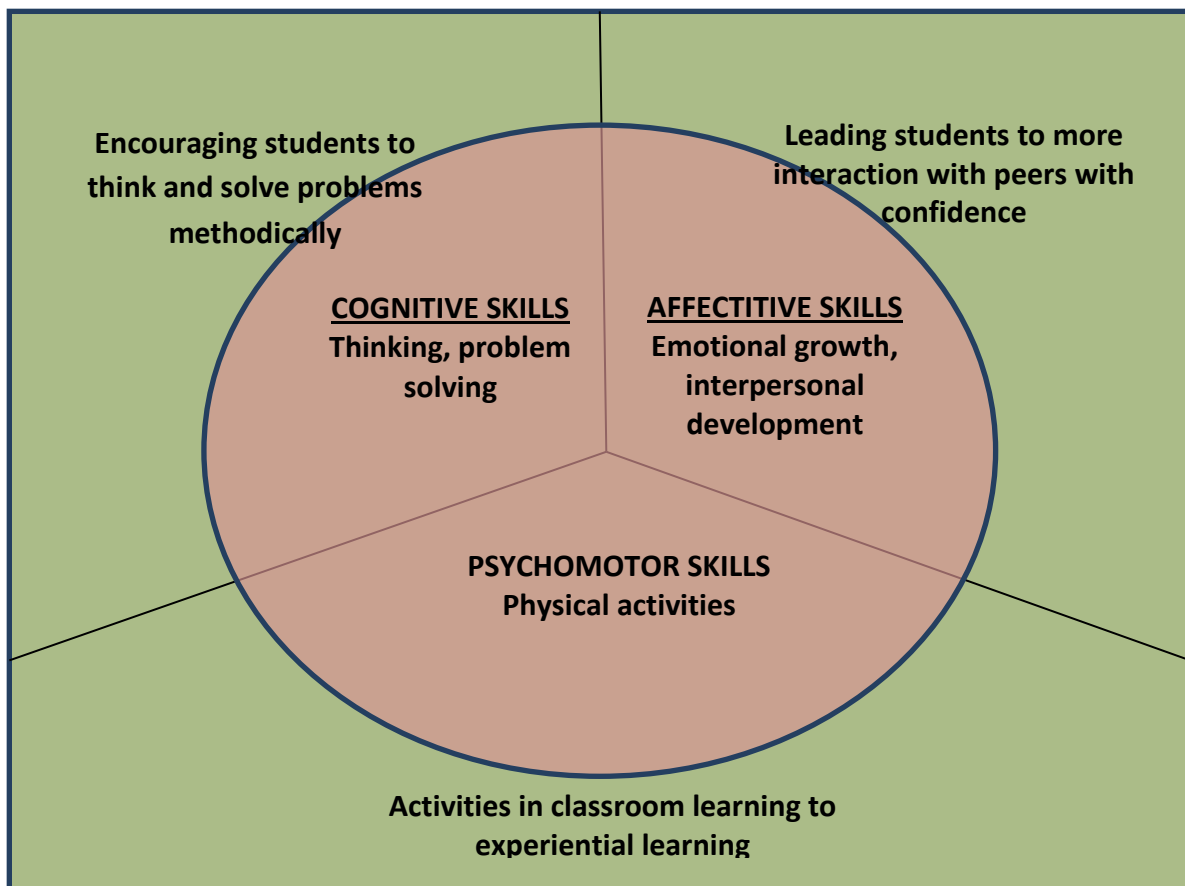 Encouraging students to
think and solve problems
methodically
Leading students to more
interaction with peers with
confidence
COGNITIVE SKILLS
Thinking, problem
solving
AFFECTITIVE SKILLS
Emotional growth,
interpersonal
development
PSYCHOMOTOR SKILLS
Physical activities
Activities in classroom learning to
experiential learning